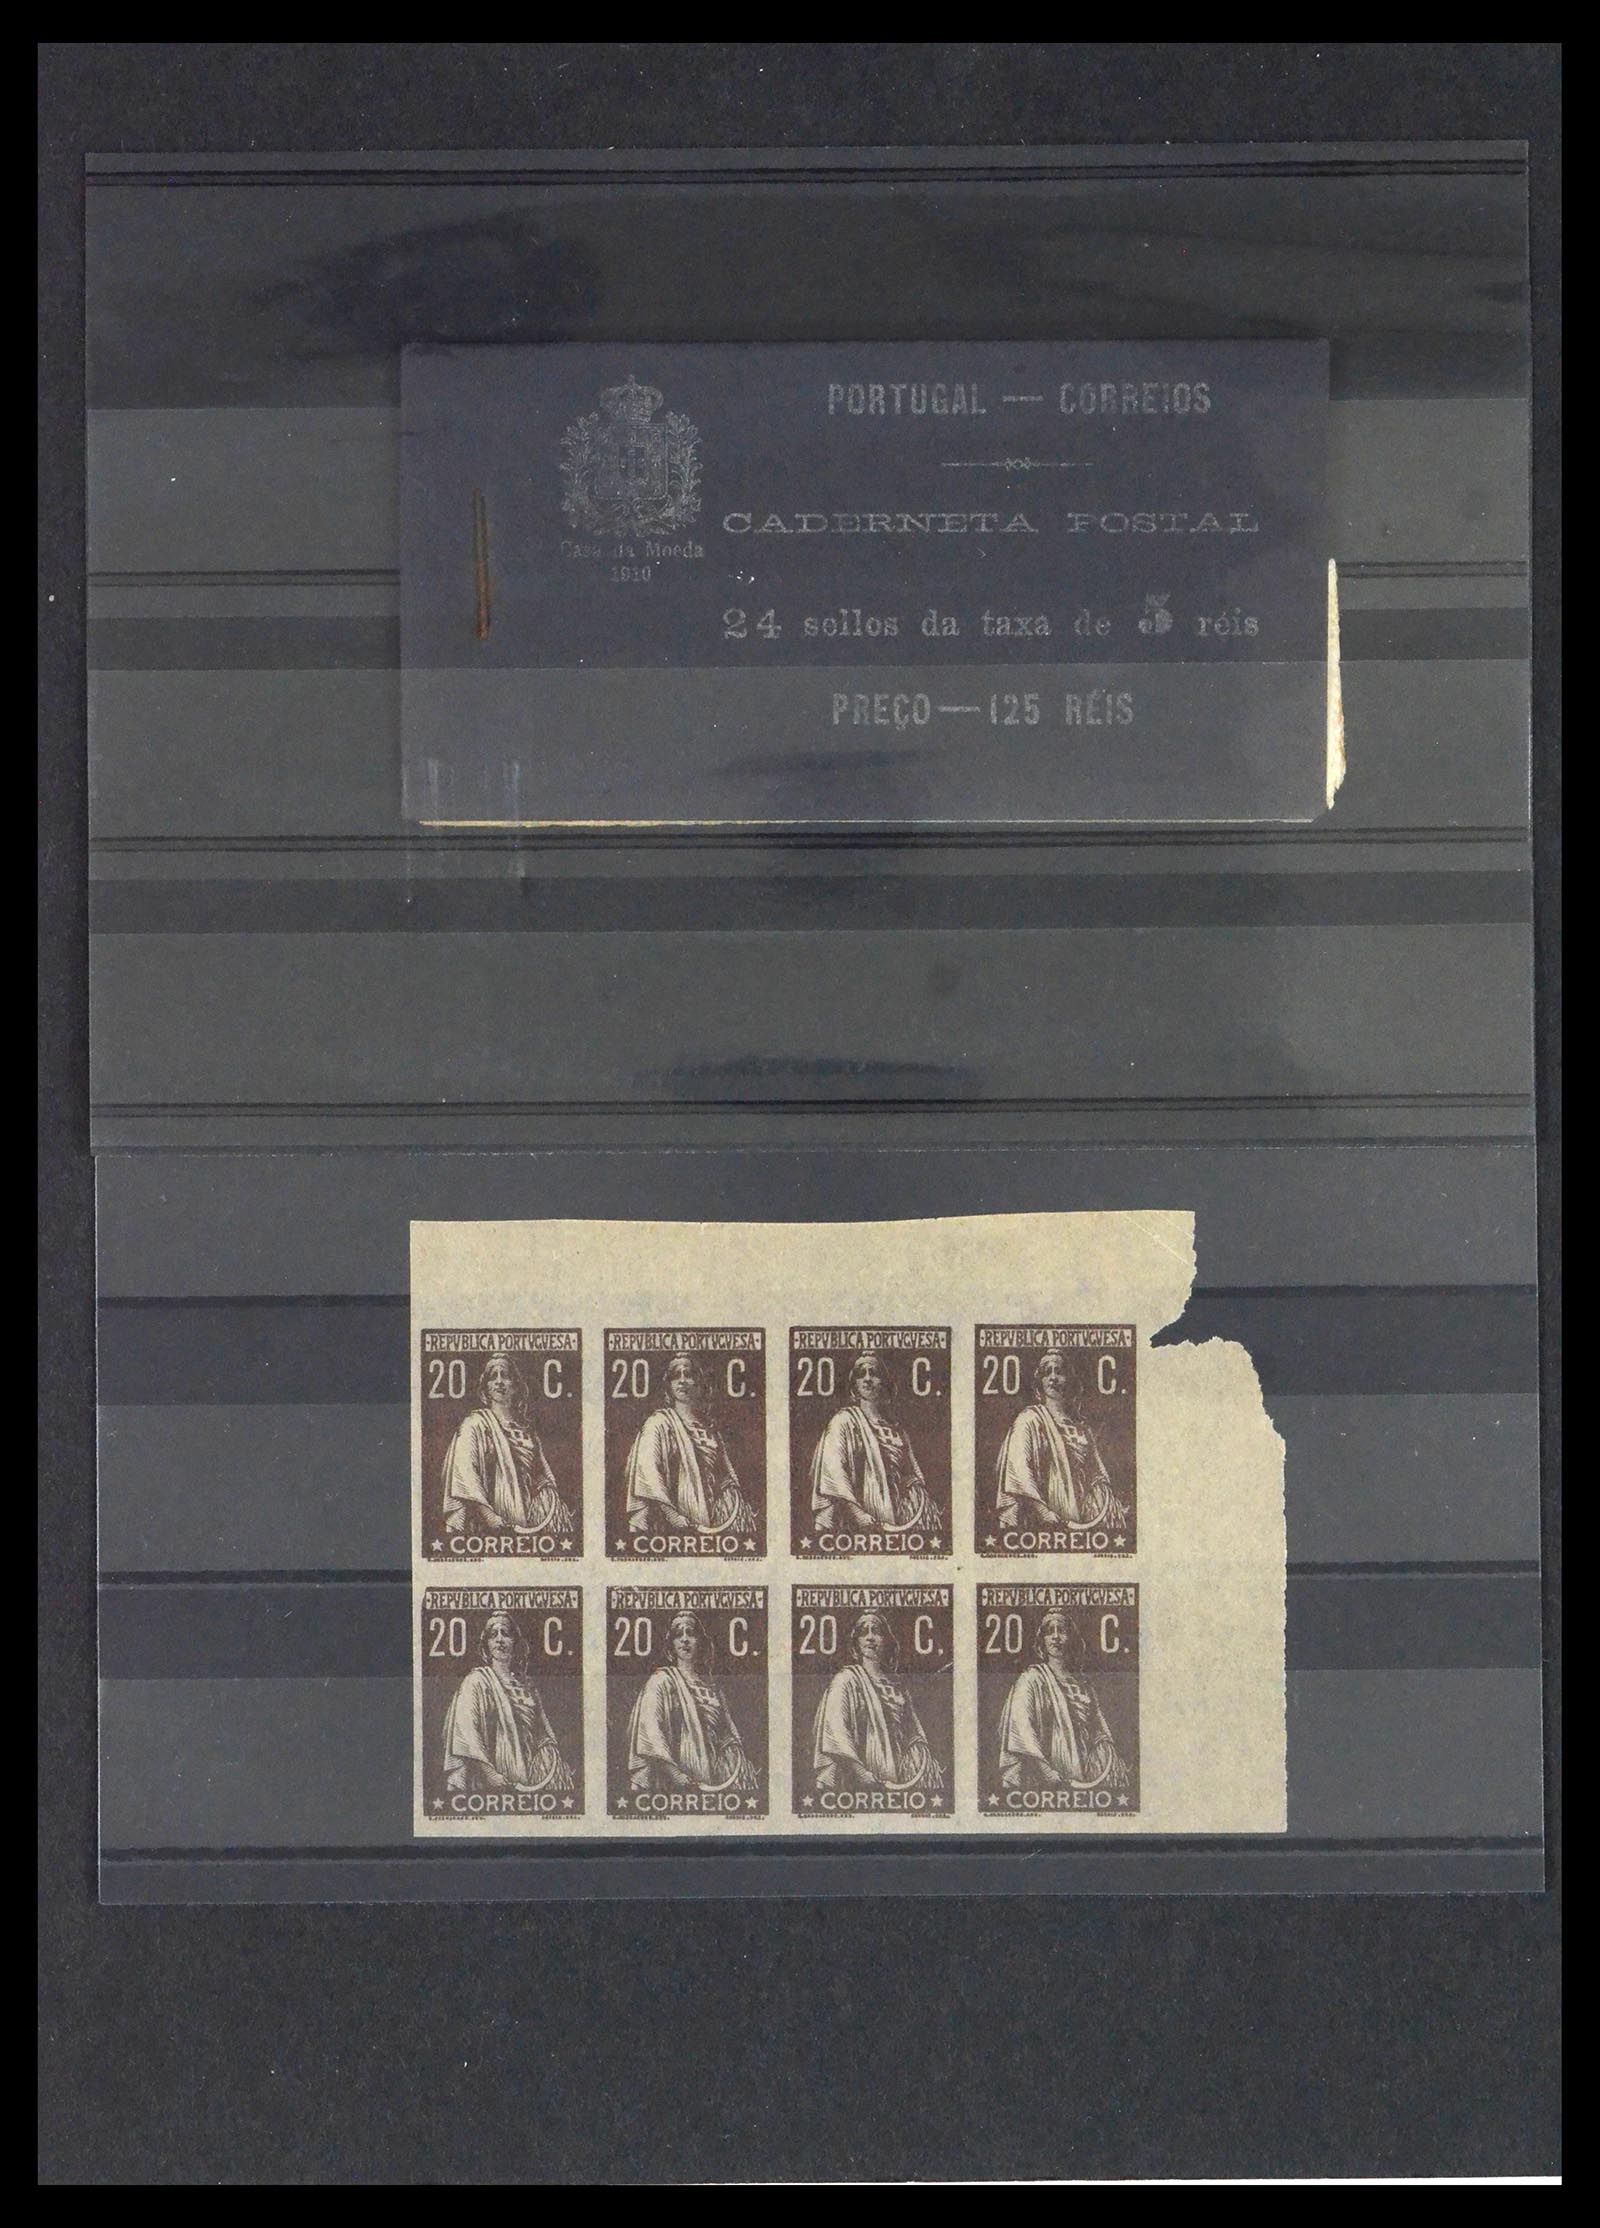 PORTUGAL — CORREIOS
CADERNETA POSTAL
Casa da Moeda
1910
24 sellos da taxa de 5 réis
PREÇO — 125 RÉIS
·REPVBLICA PORTVGVESA· ·REPVBLICA PORTVGVESA· ·REPVBLICA PORTVGVESA· ·REPVBLICA PORTVGVESA·
20 C. 20 C. 20 C. 20 C.
★ CORREIO ★ ★ CORREIO ★ ★ CORREIO ★ ★ CORREIO ★
·REPVBLICA PORTVGVESA· ·REPVBLICA PORTVGVESA· ·REPVBLICA PORTVGVESA· ·REPVBLICA PORTVGVESA·
20 C. 20 C. 20 C. 20 C.
★ CORREIO ★ ★ CORREIO ★ ★ CORREIO ★ ★ CORREIO ★